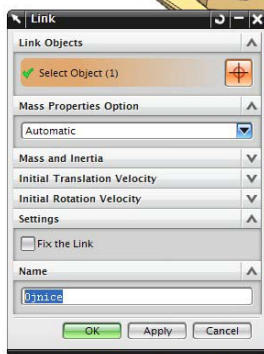 Link
Link Objects
Select Object (1)
Mass Properties Option
Automatic
Mass and Inertia
Initial Translation Velocity
Initial Rotation Velocity
Settings
Fix the Link
Name
Ojnice
OK Apply Cancel